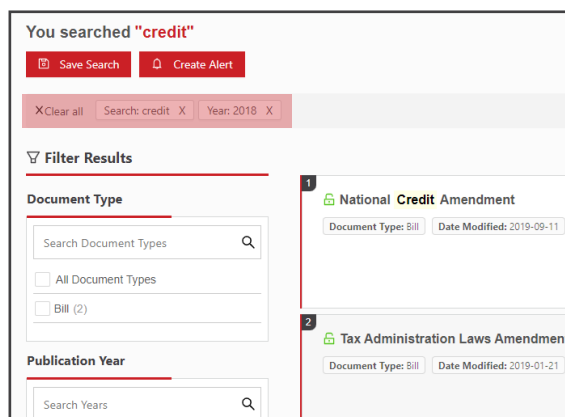 You searched "credit"
Save Search
Create Alert
X Clear all
Search: credit X
Year: 2018 X
Filter Results
Document Type
Search Document Types
All Document Types
Bill (2)
Publication Year
Search Years
1
National Credit Amendment
Document Type: Bill
Date Modified: 2019-09-11
2
Tax Administration Laws Amendmen
Document Type: Bill
Date Modified: 2019-01-21